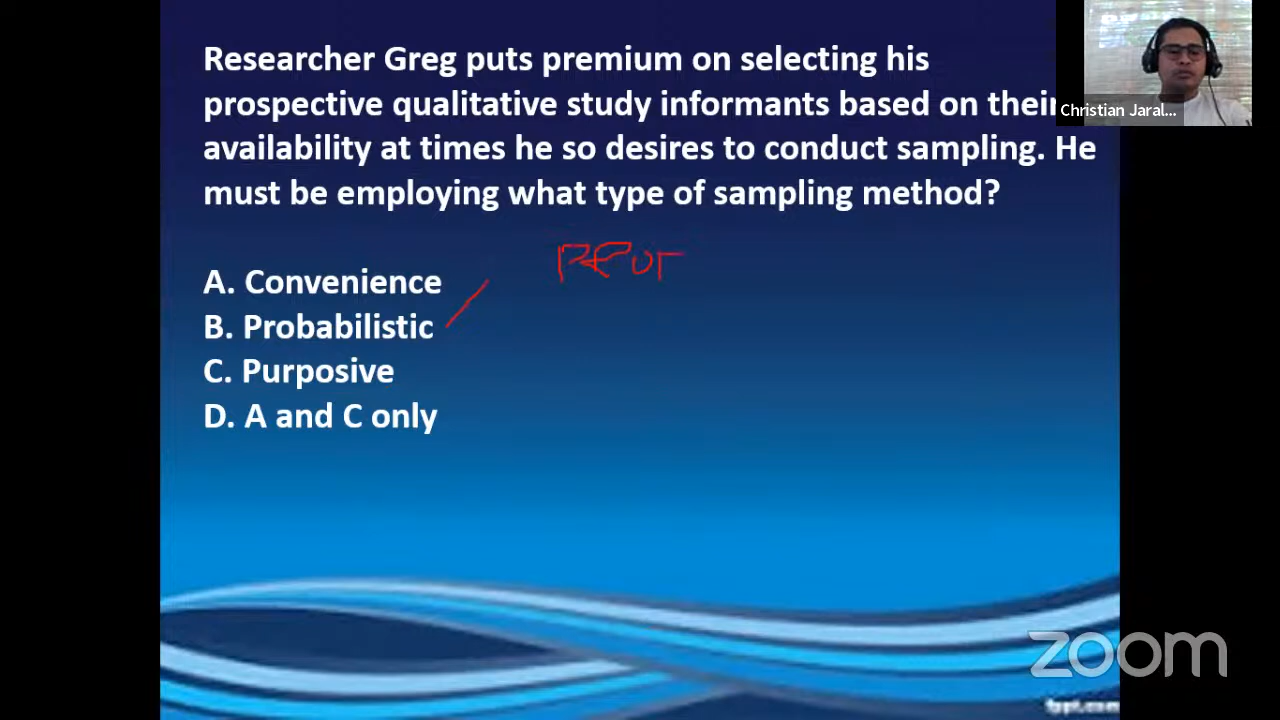 Researcher Greg puts premium on selecting his
prospective qualitative study informants based on their
availability at times he so desires to conduct sampling. He
must be employing what type of sampling method?
A. Convenience
B. Probabilistic
C. Purposive
D. A and C only
Christian Jaral...
zoom
fppt.com